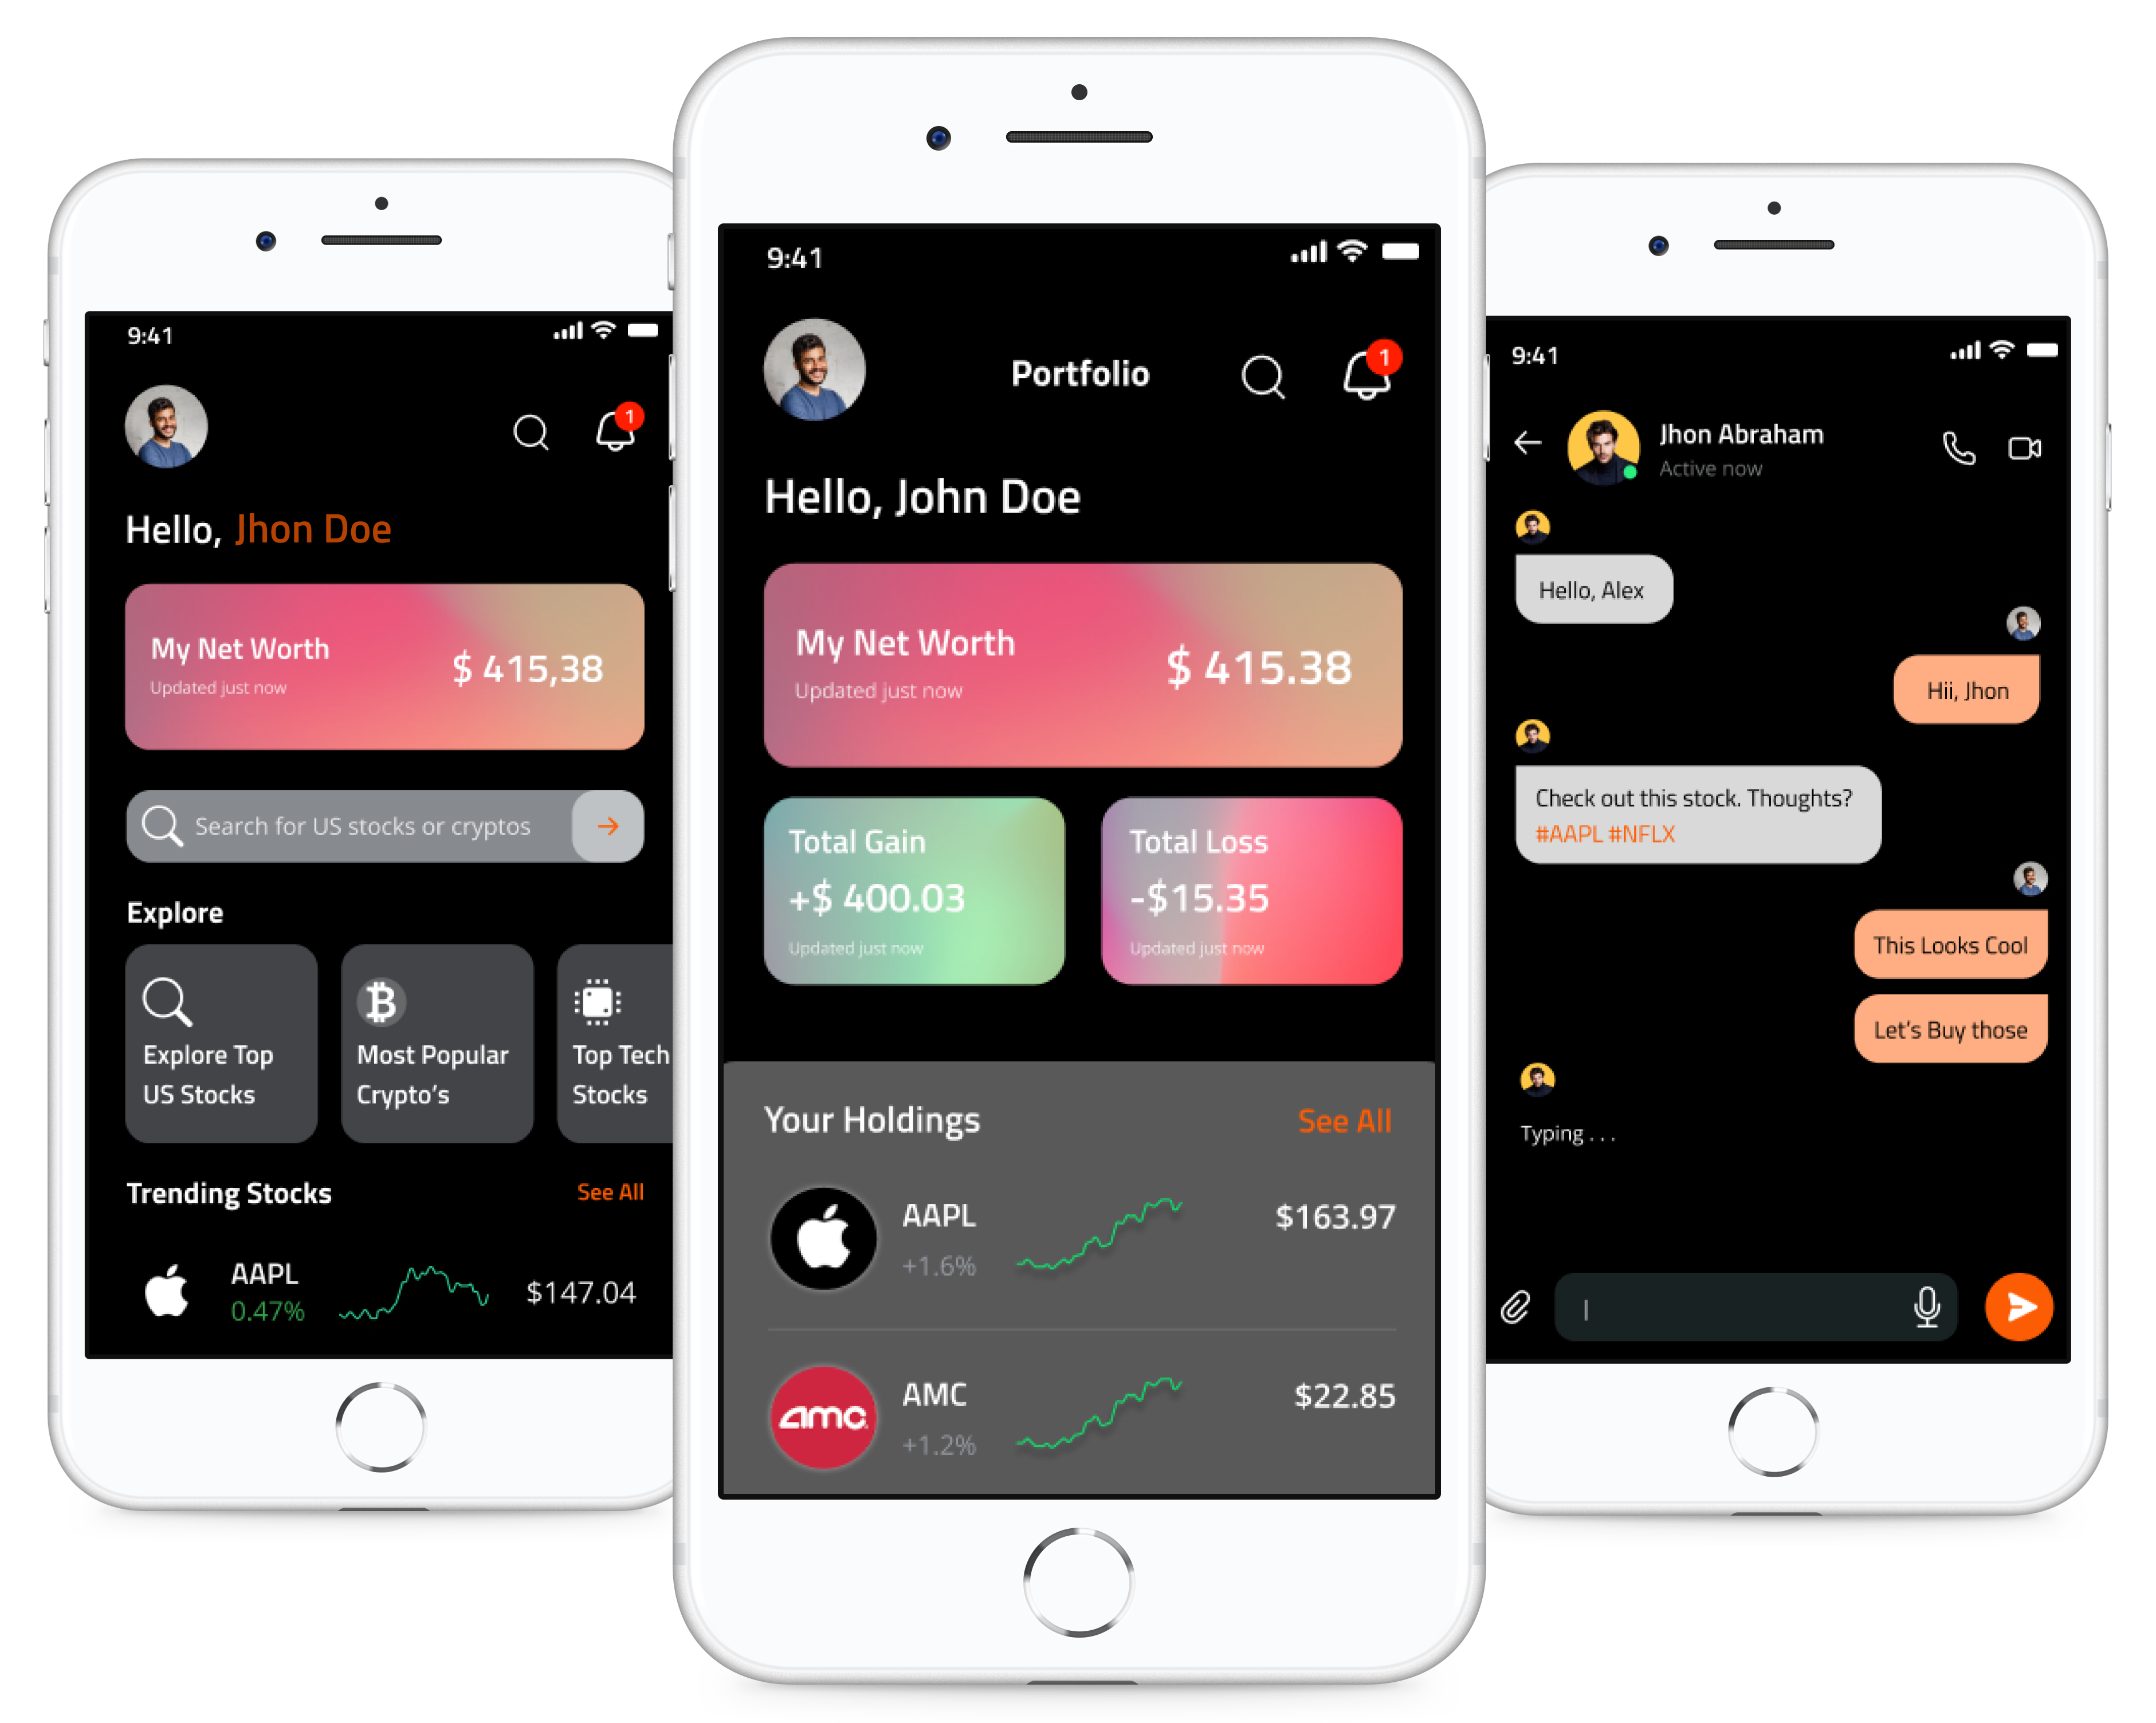 9:41
1
Hello, Jhon Doe
My Net Worth
$ 415,38
Updated just now
Search for US stocks or cryptos
Explore
Explore Top
US Stocks
Most Popular
Crypto's
Top Tech
Stocks
Trending Stocks
See All
AAPL
0.47%
$147.04
9:41
Portfolio
1
Hello, John Doe
My Net Worth
$ 415.38
Updated just now
Total Gain
+$ 400.03
Updated just now
Total Loss
-$15.35
Updated just now
Your Holdings
See All
AAPL
+1.6%
$163.97
amc
AMC
+1.2%
$22.85
9:41
Jhon Abraham
Active now
Hello, Alex
Hii, Jhon
Check out this stock. Thoughts?
#AAPL #NFLX
This Looks Cool
Let's Buy those
Typing . . .